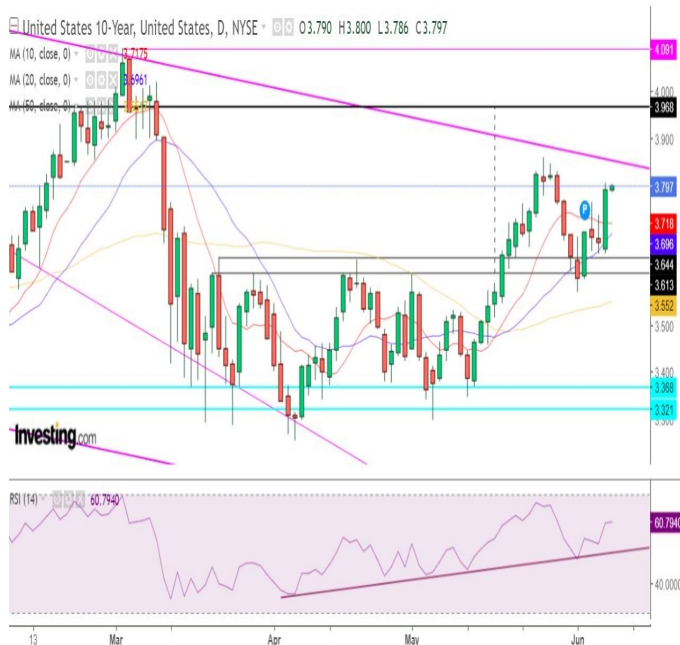 United States 10-Year, United States, D, NYSE O3.790 H3.800 L3.786 C3.797
MA (10, close, 0) 3.7175
MA (20, close, 0) 3.6961
MA (50, close, 0)
4.091
4.000
3.968
3.900
3.797
3.718
3.696
3.644
3.613
3.552
3.500
3.400
3.368
3.321
3.300
P
Investing.com
RSI (14) 60.7940
60.7940
40.0000
13 Mar Apr May Jun